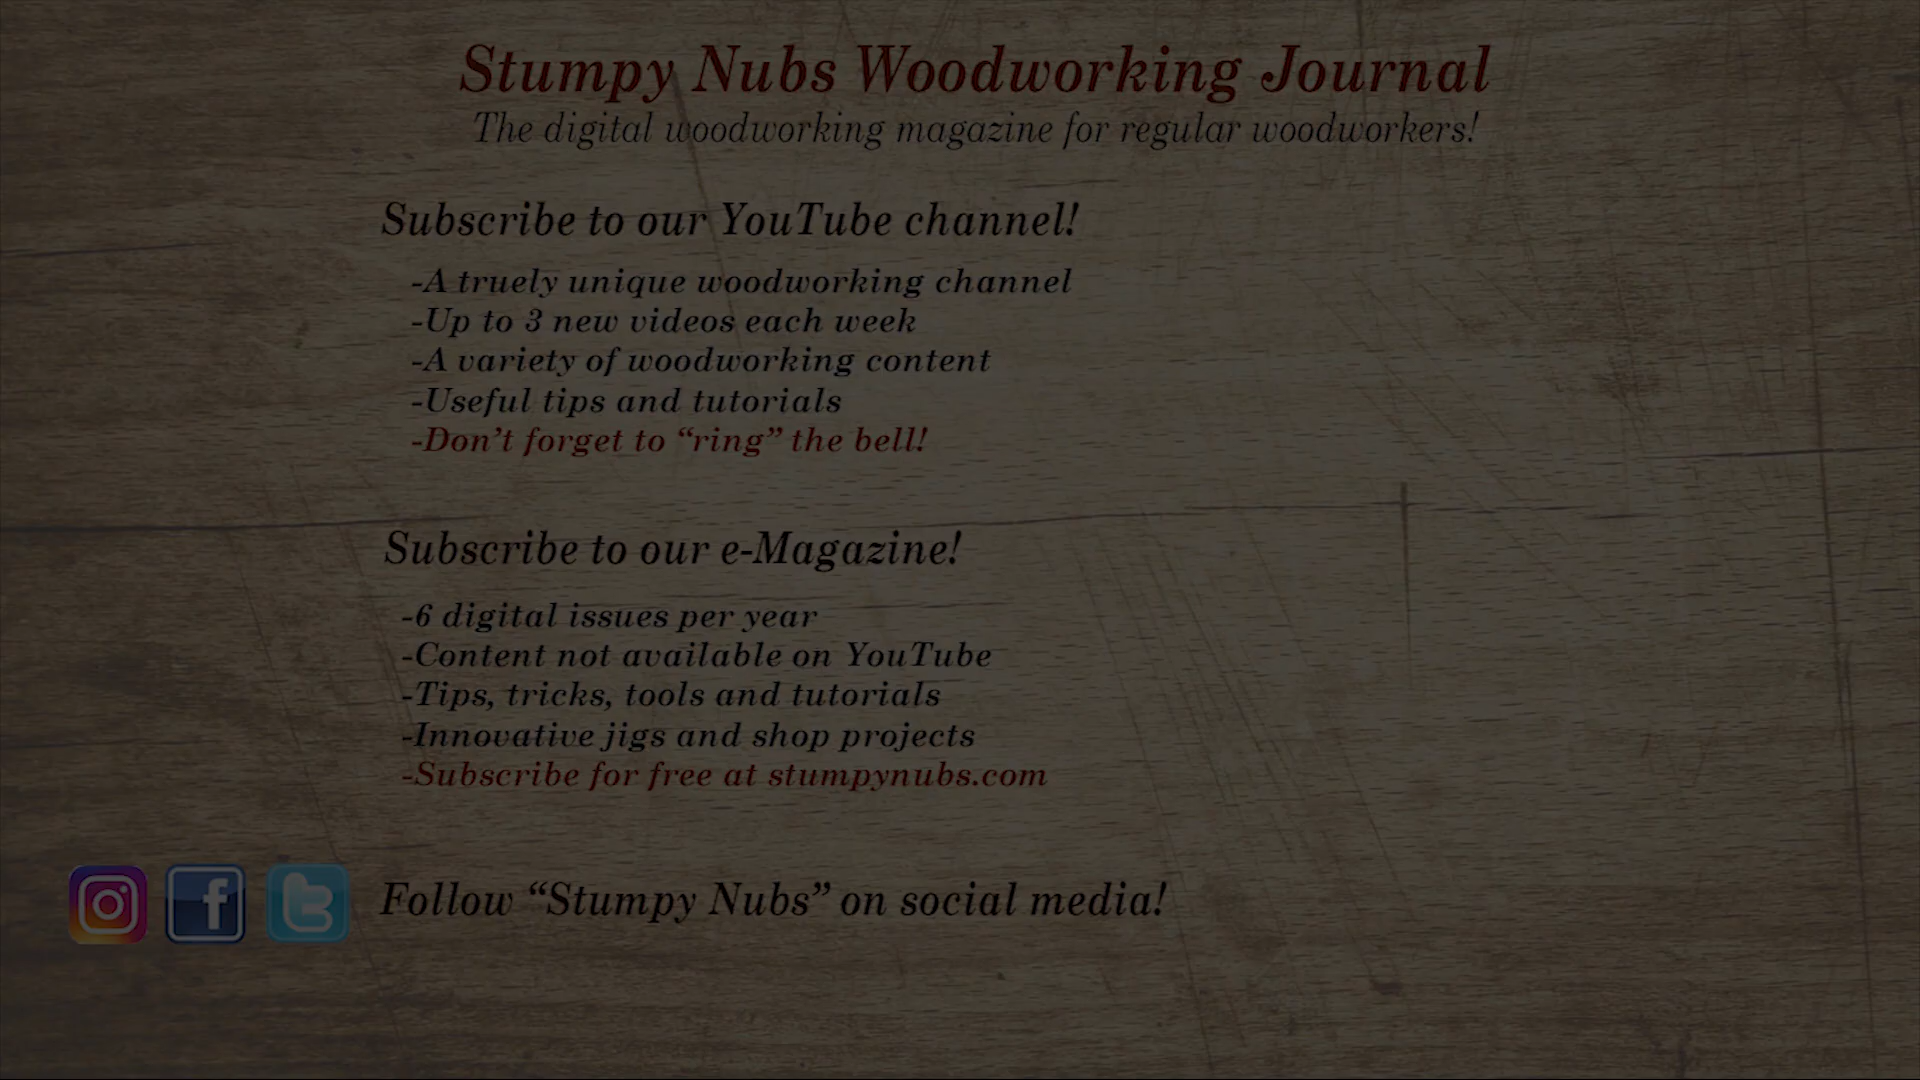 Stumpy Nubs Woodworking Journal
The digital woodworking magazine for regular woodworkers!
Subscribe to our YouTube channel!
-A truely unique woodworking channel
-Up to 3 new videos each week
-A variety of woodworking content
-Useful tips and tutorials
-Don’t forget to “ring” the bell!
Subscribe to our e-Magazine!
-6 digital issues per year
-Content not available on YouTube
-Tips, tricks, tools and tutorials
-Innovative jigs and shop projects
-Subscribe for free at stumpynubs.com
Follow “Stumpy Nubs” on social media!